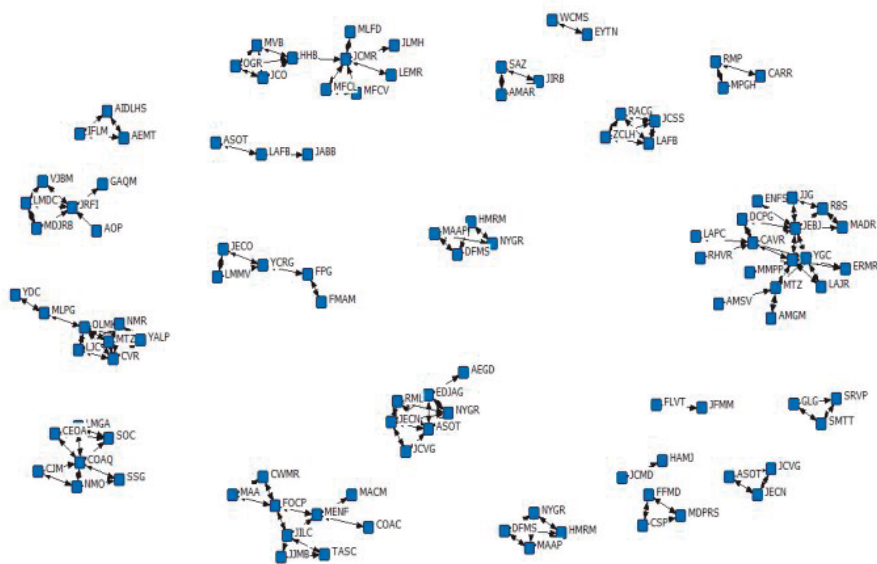 WCMS
EYTN
MLFD
MVB
JLMH
HHB
JCMR
OGR
JCO
LEMR
MFCL
MFCV
SAZ
JIRB
AMAR
RMP
CARR
MPGH
AIDLHS
IFLM
AEMT
RACG
JCSS
ZCLH
LAFB
ASOT
LAFB
JABB
VJBM
GAQM
LMDC
JRFI
MDJRB
AOP
HMRM
MAAP
NYGR
DFMS
JJG
ENFS
RBS
DCPG
JEBJ
MADR
LAPC
CAVR
RHVR
YGC
ERMR
MMPP
MTZ
LAJR
AMSV
AMGM
JECO
YCRG
LMMV
FPG
FMAM
YDC
MLPG
OLMK
NMR
MTZ
YALP
LJC
CVR
AEGD
EDJAG
RML
NYGR
JECN
ASOT
JCVG
FLVT
JFMM
GLG
SRVP
SMTT
LMGA
CEOA
SOC
COAQ
CJM
NMO
SSG
CWMR
MAA
MACM
FOCP
MENF
COAC
JILC
JJMB
TASC
NYGR
DFMS
HMRM
MAAP
HAMJ
JCMD
FFMD
MDPRS
CSP
JCVG
ASOT
JECN